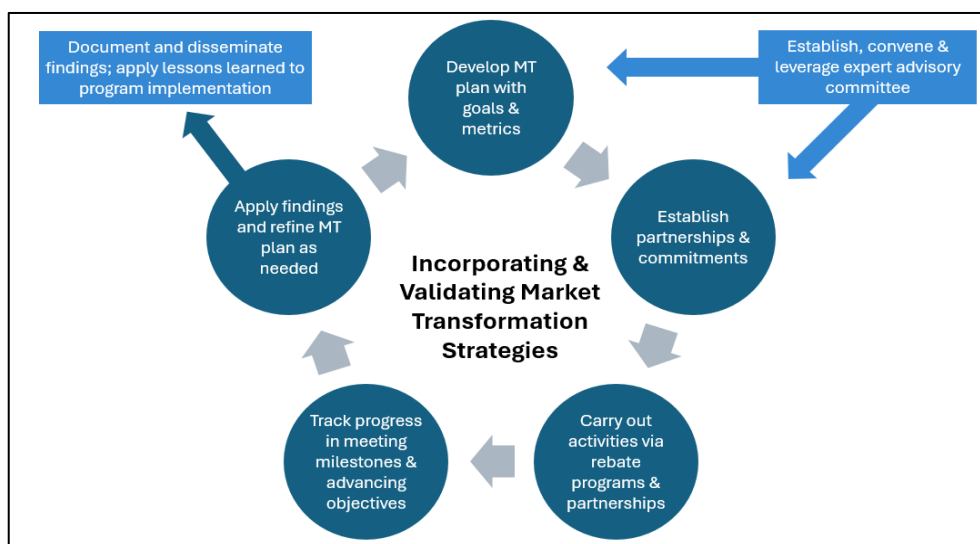 Document and disseminate
findings; apply lessons learned to
program implementation
Develop MT
plan with
goals &
metrics
Establish, convene &
leverage expert advisory
committee
Apply findings
and refine MT
plan as
needed
Establish
partnerships &
commitments
Incorporating &
Validating Market
Transformation
Strategies
Track progress
in meeting
milestones &
advancing
objectives
Carry out
activities via
rebate
programs &
partnerships